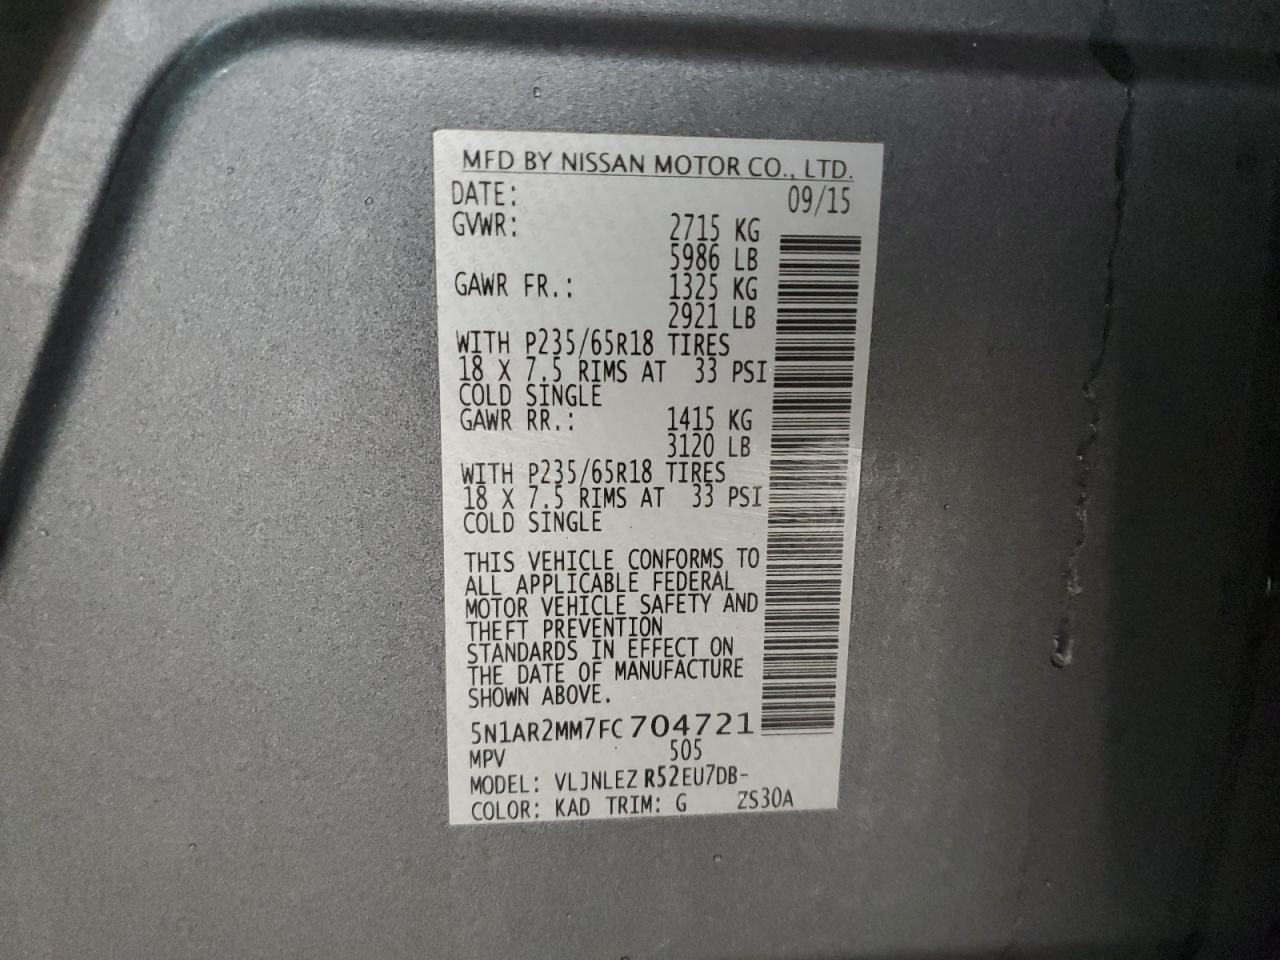 MFD BY NISSAN MOTOR CO., LTD.
DATE: 09/15
GVWR: 2715 KG
5986 LB
GAWR FR.: 1325 KG
2921 LB
WITH P235/65R18 TIRES
18 X 7.5 RIMS AT 33 PSI
COLD SINGLE
GAWR RR.: 1415 KG
3120 LB
WITH P235/65R18 TIRES
18 X 7.5 RIMS AT 33 PSI
COLD SINGLE
THIS VEHICLE CONFORMS TO
ALL APPLICABLE FEDERAL
MOTOR VEHICLE SAFETY AND
THEFT PREVENTION
STANDARDS IN EFFECT ON
THE DATE OF MANUFACTURE
SHOWN ABOVE.
5N1AR2MM7FC704721
MPV 505
MODEL: VLJNLEZ R52EU7DB-
COLOR: KAD TRIM: G ZS30A